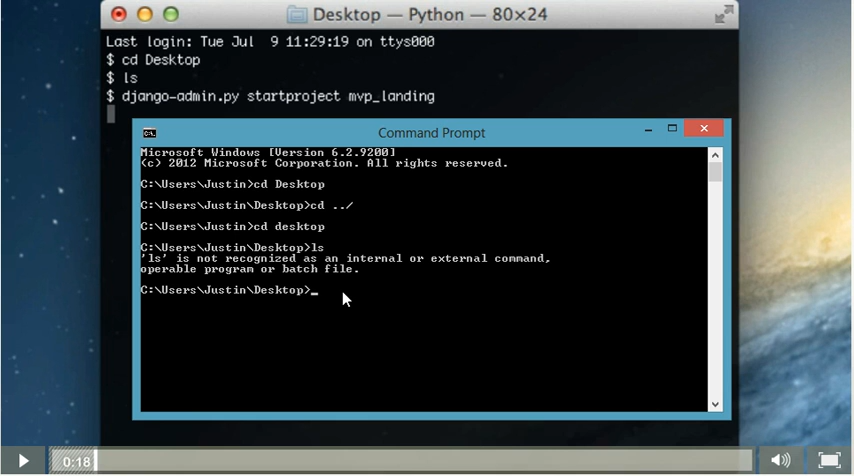 Desktop — Python — 80×24
Last login: Tue Jul  9 11:29:19 on ttys000
$ cd Desktop
$ ls
$ django-admin.py startproject mvp_landing
C:\.
Command Prompt
Microsoft Windows [Version 6.2.9200]
(c) 2012 Microsoft Corporation. All rights reserved.
C:\Users\Justin>cd Desktop
C:\Users\Justin\Desktop>cd ../
C:\Users\Justin>cd desktop
C:\Users\Justin\Desktop>ls
'ls' is not recognized as an internal or external command,
operable program or batch file.
C:\Users\Justin\Desktop>_
0:18